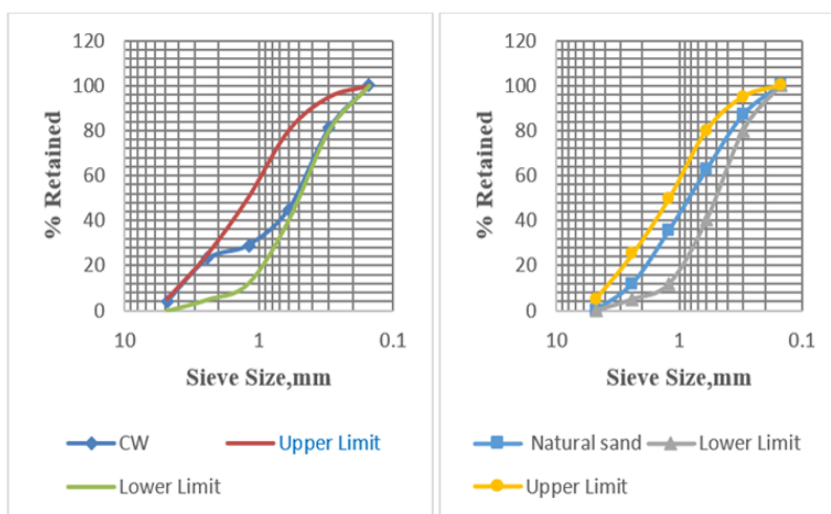 120
100
80
60
40
20
0
% Retained
10 1 0.1
Sieve Size,mm
CW Upper Limit
Lower Limit
120
100
80
60
40
20
0
% Retained
10 1 0.1
Sieve Size,mm
Natural sand Lower Limit
Upper Limit